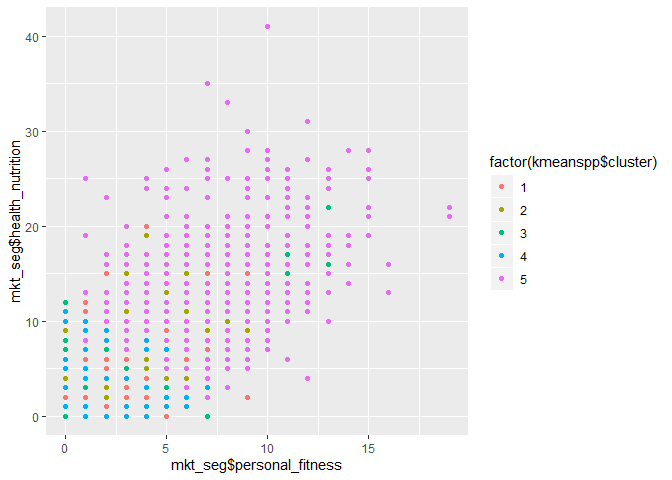 40
30
20
10
0
mkt_seg$health_nutrition
0 5 10 15
mkt_seg$personal_fitness
factor(kmeanspp$cluster)
1
2
3
4
5